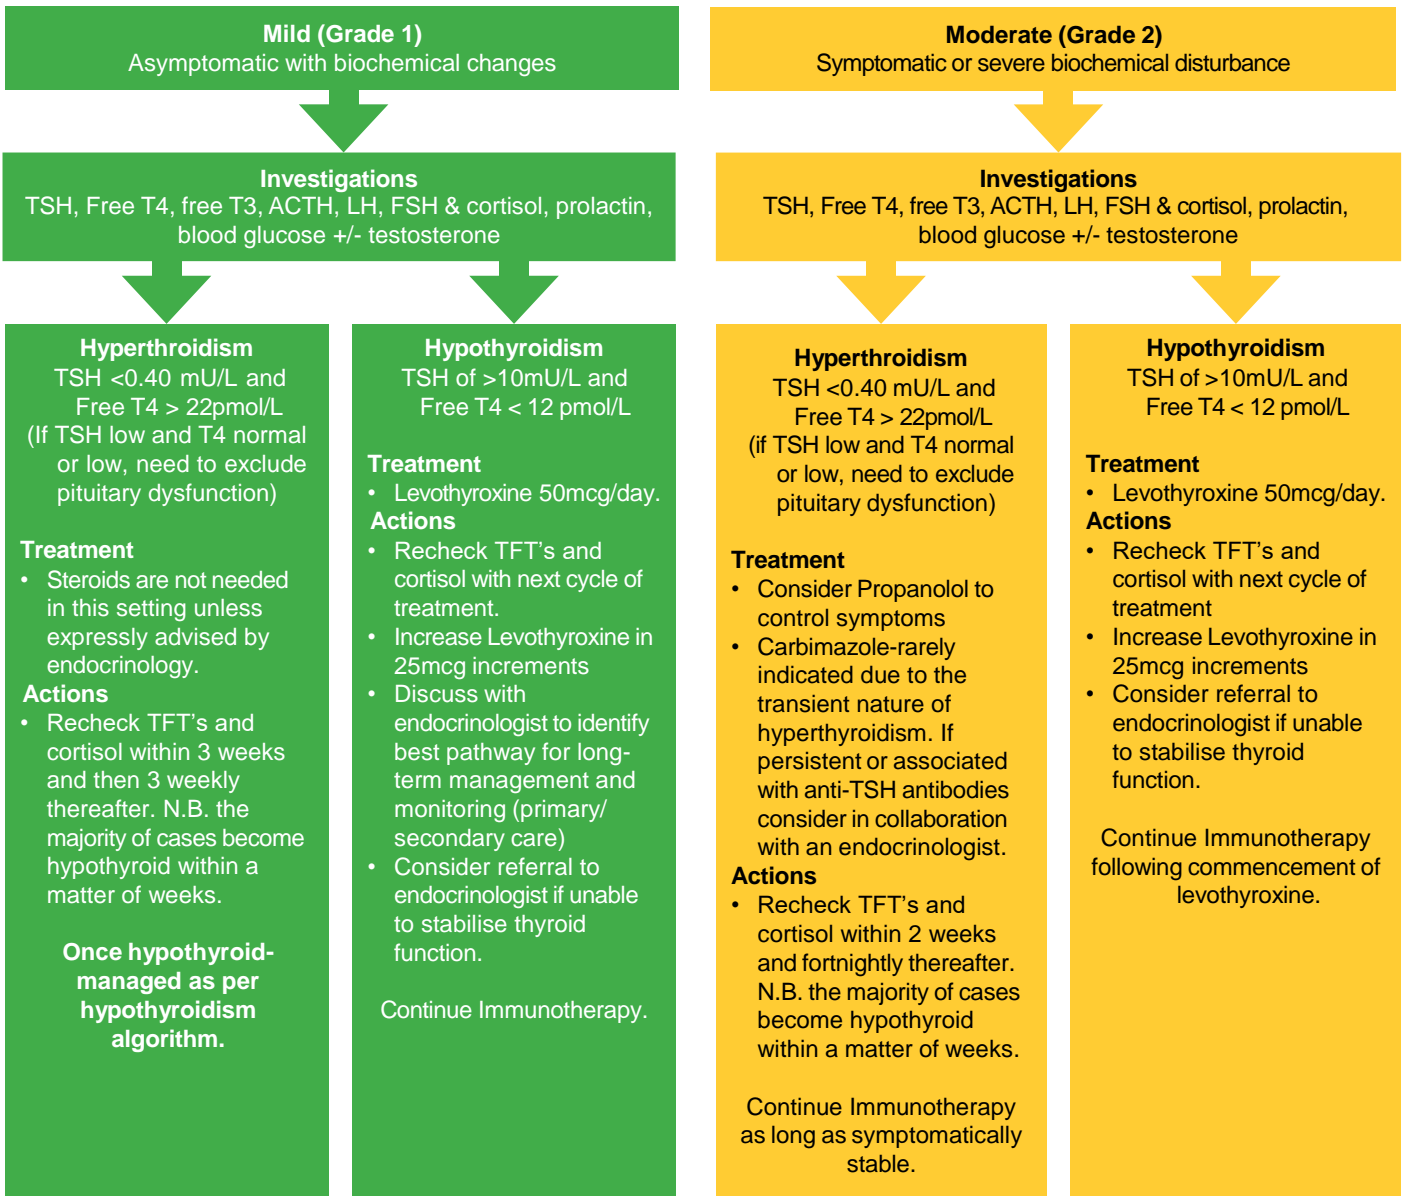 Mild (Grade 1)
Asymptomatic with biochemical changes
Investigations
TSH, Free T4, free T3, ACTH, LH, FSH & cortisol, prolactin,
blood glucose +/- testosterone
Hyperthroidism
TSH <0.40 mU/L and
Free T4 > 22pmol/L
(If TSH low and T4 normal
or low, need to exclude
pituitary dysfunction)
Treatment
• Steroids are not needed
in this setting unless
expressly advised by
endocrinology.
Actions
• Recheck TFT's and
cortisol within 3 weeks
and then 3 weekly
thereafter. N.B. the
majority of cases become
hypothyroid within a
matter of weeks.
Once hypothyroid-
managed as per
hypothyroidism
algorithm.
Hypothyroidism
TSH of >10mU/L and
Free T4 < 12 pmol/L
Treatment
• Levothyroxine 50mcg/day.
Actions
• Recheck TFT's and
cortisol with next cycle of
treatment.
• Increase Levothyroxine in
25mcg increments
• Discuss with
endocrinologist to identify
best pathway for long-
term management and
monitoring (primary/
secondary care)
• Consider referral to
endocrinologist if unable
to stabilise thyroid
function.
Continue Immunotherapy.
Moderate (Grade 2)
Symptomatic or severe biochemical disturbance
Investigations
TSH, Free T4, free T3, ACTH, LH, FSH & cortisol, prolactin,
blood glucose +/- testosterone
Hyperthroidism
TSH <0.40 mU/L and
Free T4 > 22pmol/L
(if TSH low and T4 normal
or low, need to exclude
pituitary dysfunction)
Treatment
• Consider Propanolol to
control symptoms
• Carbimazole-rarely
indicated due to the
transient nature of
hyperthyroidism. If
persistent or associated
with anti-TSH antibodies
consider in collaboration
with an endocrinologist.
Actions
• Recheck TFT's and
cortisol within 2 weeks
and fortnightly thereafter.
N.B. the majority of cases
become hypothyroid
within a matter of weeks.
Continue Immunotherapy
as long as symptomatically
stable.
Hypothyroidism
TSH of >10mU/L and
Free T4 < 12 pmol/L
Treatment
• Levothyroxine 50mcg/day.
Actions
• Recheck TFT's and
cortisol with next cycle of
treatment
• Increase Levothyroxine in
25mcg increments
• Consider referral to
endocrinologist if unable
to stabilise thyroid
function.
Continue Immunotherapy
following commencement of
levothyroxine.